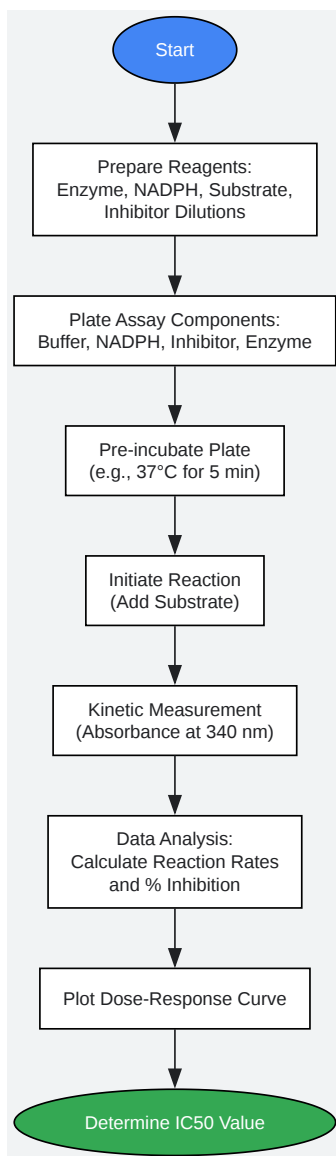 Start
Prepare Reagents:
Enzyme, NADPH, Substrate,
Inhibitor Dilutions
Plate Assay Components:
Buffer, NADPH, Inhibitor, Enzyme
Pre-incubate Plate
(e.g., 37°C for 5 min)
Initiate Reaction
(Add Substrate)
Kinetic Measurement
(Absorbance at 340 nm)
Data Analysis:
Calculate Reaction Rates
and % Inhibition
Plot Dose-Response Curve
Determine IC50 Value